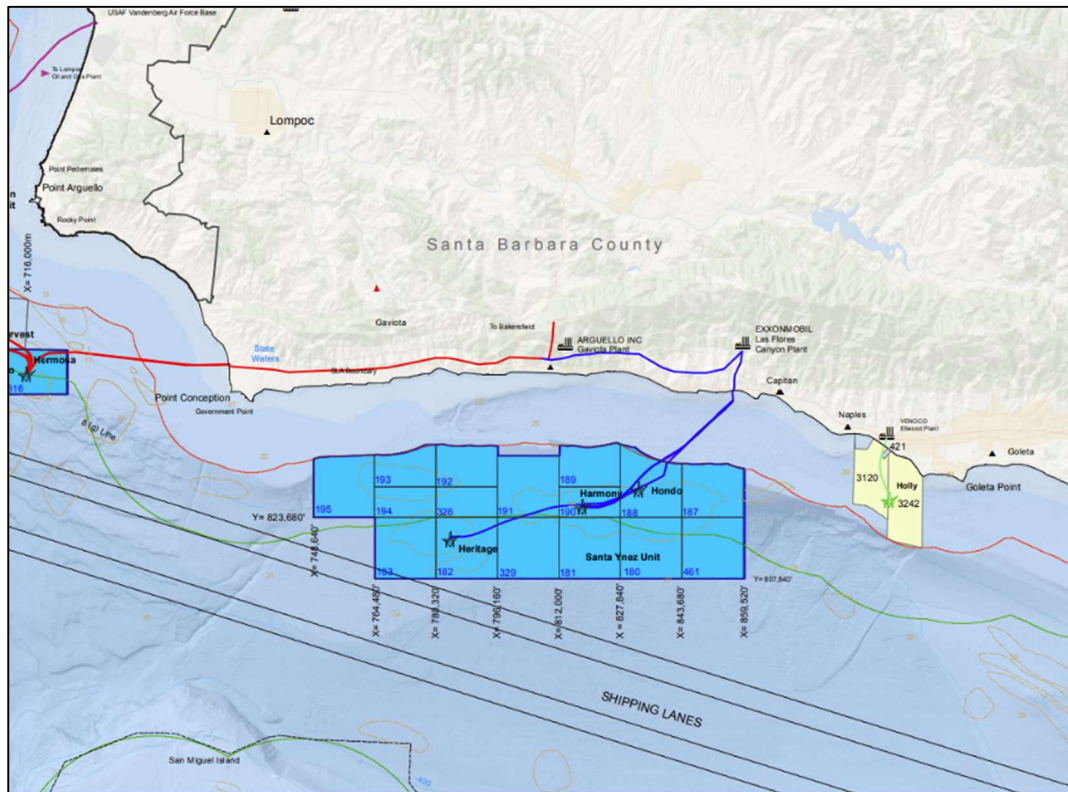 USAF Vandenberg Air Force Base
To Lompoc
Oil and Gas Plant
Lompoc
Point Pedernales
Point Arguello
Rocky Point
X= 716,000m
Santa Barbara County
Gaviota
To Bakersfield
ARGUELLO INC
Gaviota Plant
EXXONMOBIL
Las Flores
Canyon Plant
State
Waters
SLA Boundary
Hermosa
Point Conception
Government Point
Capitan
Naples
VENOCO
Ellwood Plant
421
Goleta
Goleta Point
3120
Holly
3242
8 (g) Line
193
192
189
Harmony
Hondo
195
194
326
191
190
188
187
Y= 823,680'
Heritage
Santa Ynez Unit
183
182
329
181
180
461
Y= 807,840'
X= 748,640'
X= 764,480'
X= 796,160'
X= 812,000'
X = 827,840'
X= 843,680'
X= 859,520'
SHIPPING LANES
San Miguel Island
-400